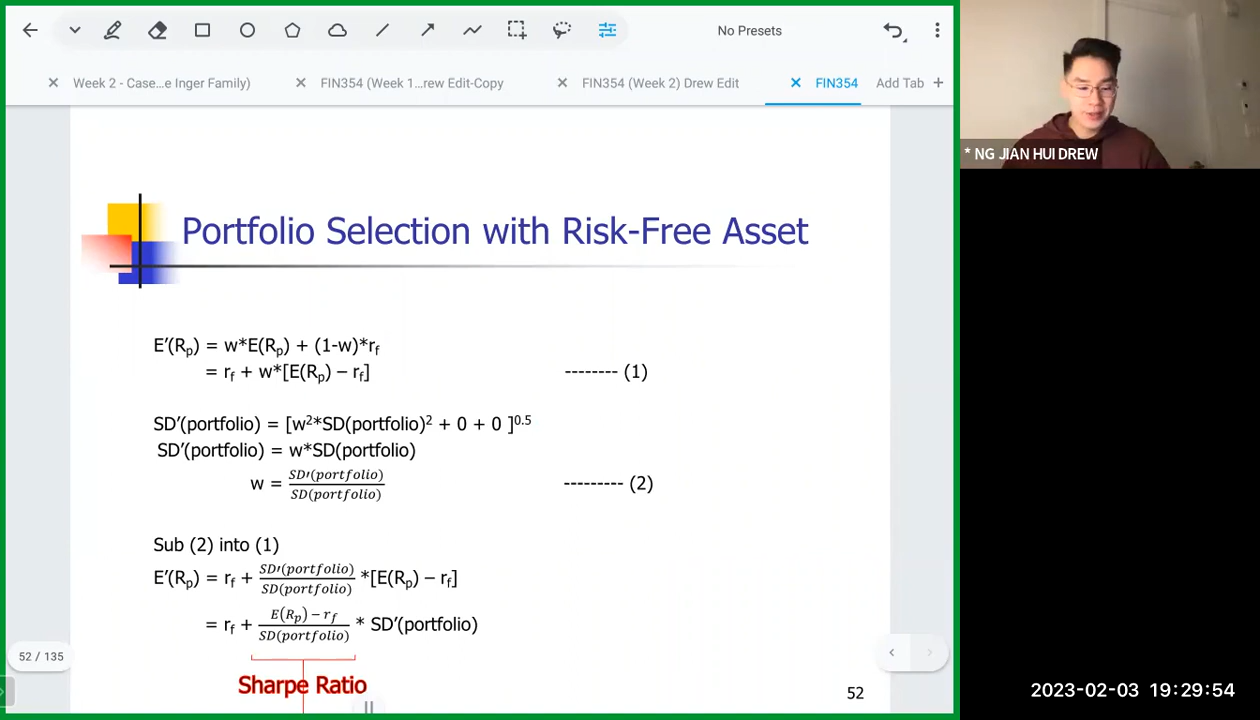 No Presets
Week 2 - Case...e Inger Family)
FIN354 (Week 1...rew Edit-Copy
FIN354 (Week 2) Drew Edit
FIN354
Add Tab +
* NG JIAN HUI DREW
Portfolio Selection with Risk-Free Asset
E′(Rp) = w*E(Rp) + (1-w)*rf
= rf + w*[E(Rp) – rf] -------- (1)
SD′(portfolio) = [w²*SD(portfolio)² + 0 + 0 ]^0.5
SD′(portfolio) = w*SD(portfolio)
w = SD′(portfolio) / SD(portfolio) --------- (2)
Sub (2) into (1)
E′(Rp) = rf + SD′(portfolio) / SD(portfolio) *[E(Rp) – rf]
= rf + E(Rp) – rf / SD(portfolio) * SD′(portfolio)
Sharpe Ratio
52 / 135
52
2023-02-03 19:29:54